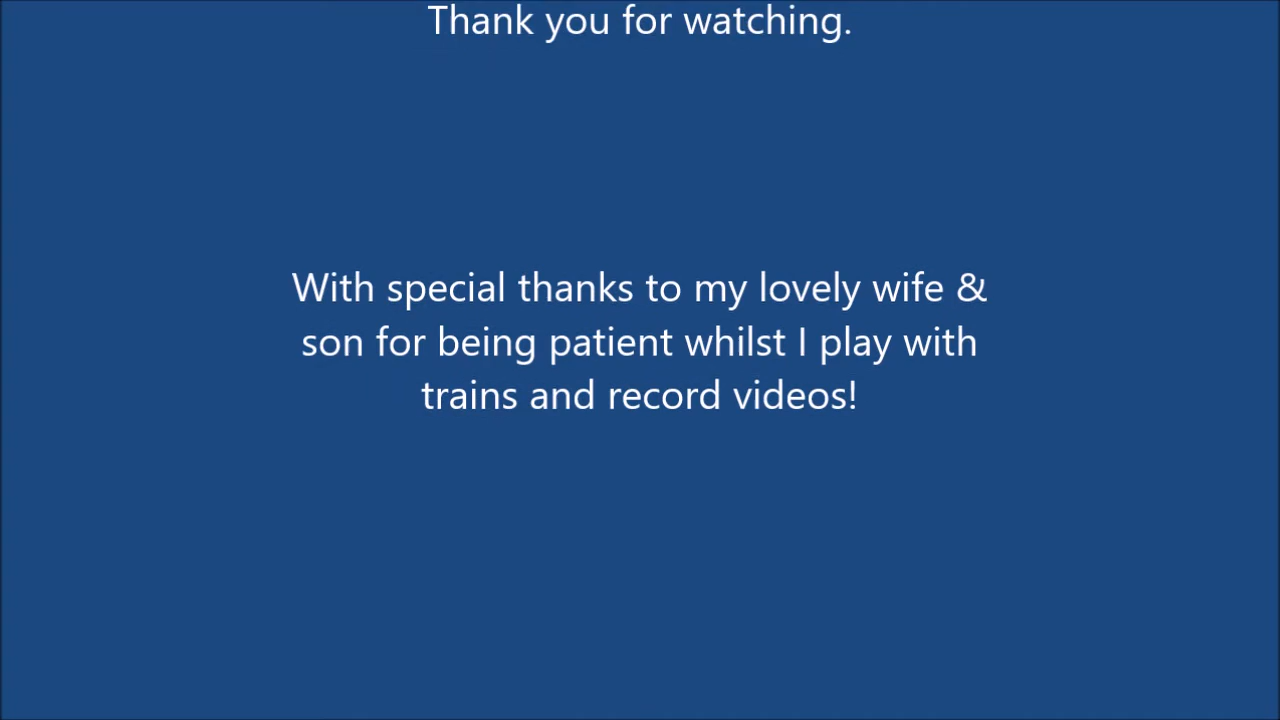 Thank you for watching.
With special thanks to my lovely wife &
son for being patient whilst I play with
trains and record videos!